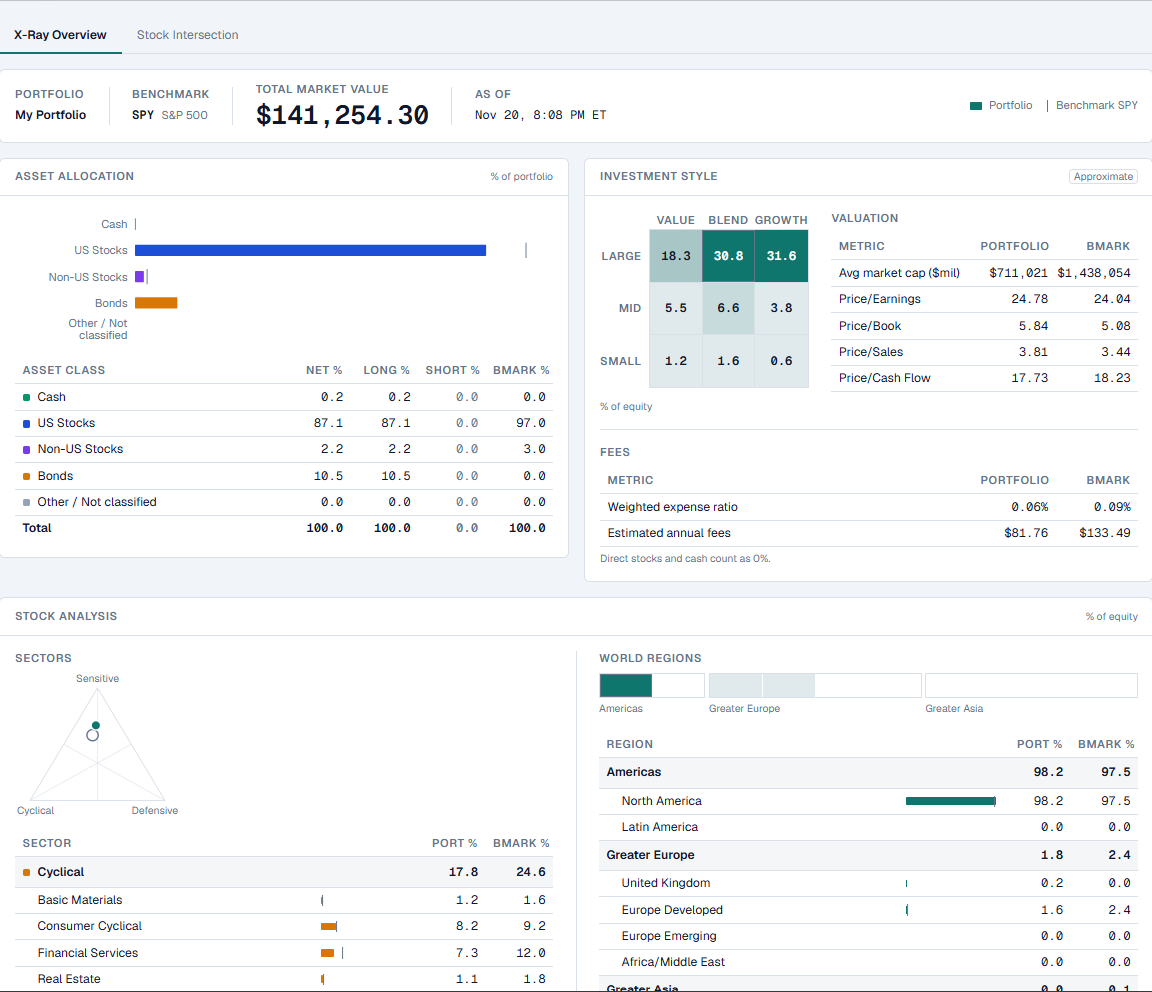 X-Ray Overview Stock Intersection
PORTFOLIO BENCHMARK TOTAL MARKET VALUE AS OF
My Portfolio SPY S&P 500 $141,254.30 Nov 20, 8:08 PM ET Portfolio Benchmark SPY
ASSET ALLOCATION % of portfolio
Cash
US Stocks
Non-US Stocks
Bonds
Other / Not
classified
ASSET CLASS NET % LONG % SHORT % BMARK %
Cash 0.2 0.2 0.0 0.0
US Stocks 87.1 87.1 0.0 97.0
Non-US Stocks 2.2 2.2 0.0 3.0
Bonds 10.5 10.5 0.0 0.0
Other / Not classified 0.0 0.0 0.0 0.0
Total 100.0 100.0 0.0 100.0
INVESTMENT STYLE Approximate
VALUE BLEND GROWTH
LARGE 18.3 30.8 31.6
MID 5.5 6.6 3.8
SMALL 1.2 1.6 0.6
% of equity
VALUATION
METRIC PORTFOLIO BMARK
Avg market cap ($mil) $711,021 $1,438,054
Price/Earnings 24.78 24.04
Price/Book 5.84 5.08
Price/Sales 3.81 3.44
Price/Cash Flow 17.73 18.23
FEES
METRIC PORTFOLIO BMARK
Weighted expense ratio 0.06% 0.09%
Estimated annual fees $81.76 $133.49
Direct stocks and cash count as 0%.
STOCK ANALYSIS % of equity
SECTORS
Sensitive
Cyclical Defensive
SECTOR PORT % BMARK %
Cyclical 17.8 24.6
Basic Materials 1.2 1.6
Consumer Cyclical 8.2 9.2
Financial Services 7.3 12.0
Real Estate 1.1 1.8
WORLD REGIONS
Americas Greater Europe Greater Asia
REGION PORT % BMARK %
Americas 98.2 97.5
North America 98.2 97.5
Latin America 0.0 0.0
Greater Europe 1.8 2.4
United Kingdom 0.2 0.0
Europe Developed 1.6 2.4
Europe Emerging 0.0 0.0
Africa/Middle East 0.0 0.0
Greater Asia 0.0 0.1